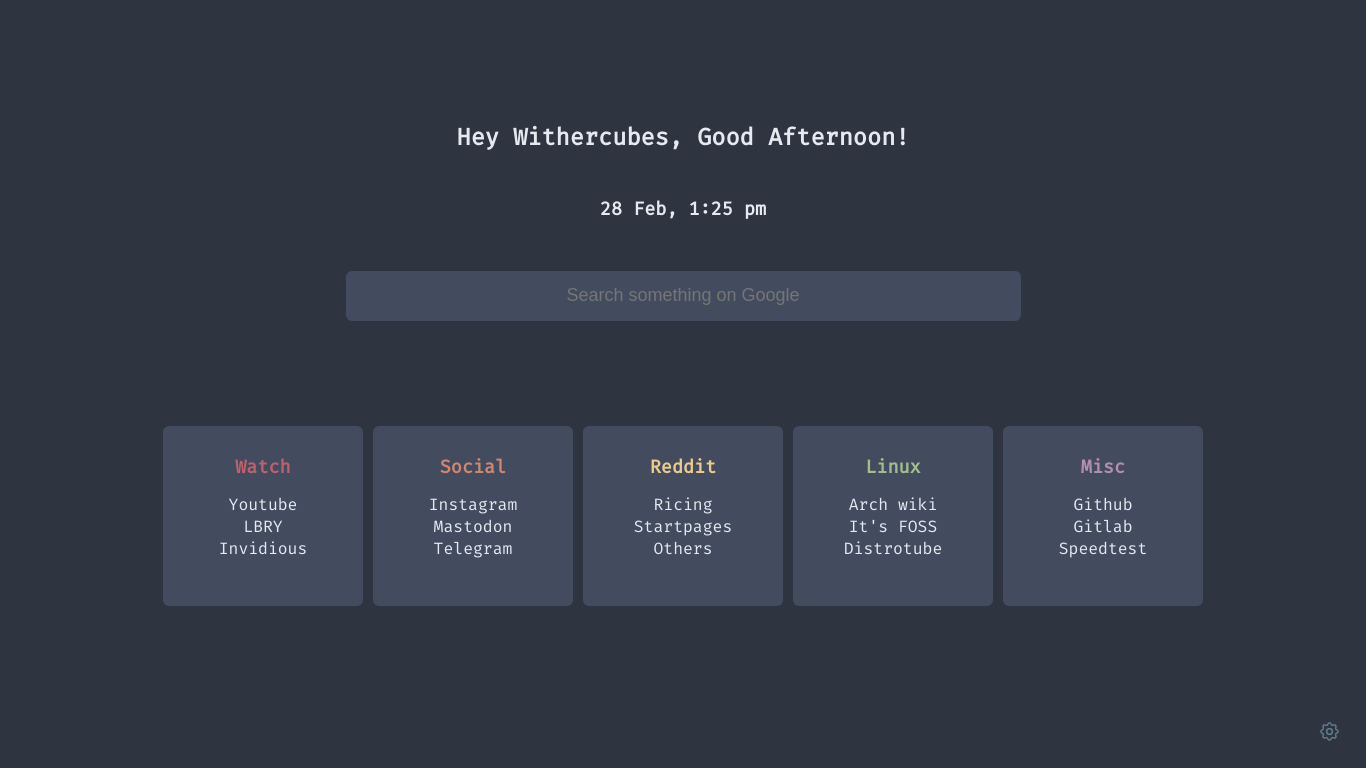 Hey Withercubes, Good Afternoon!
28 Feb, 1:25 pm
Search something on Google
Watch
Youtube
LBRY
Invidious
Social
Instagram
Mastodon
Telegram
Reddit
Ricing
Startpages
Others
Linux
Arch wiki
It's FOSS
Distrotube
Misc
Github
Gitlab
Speedtest